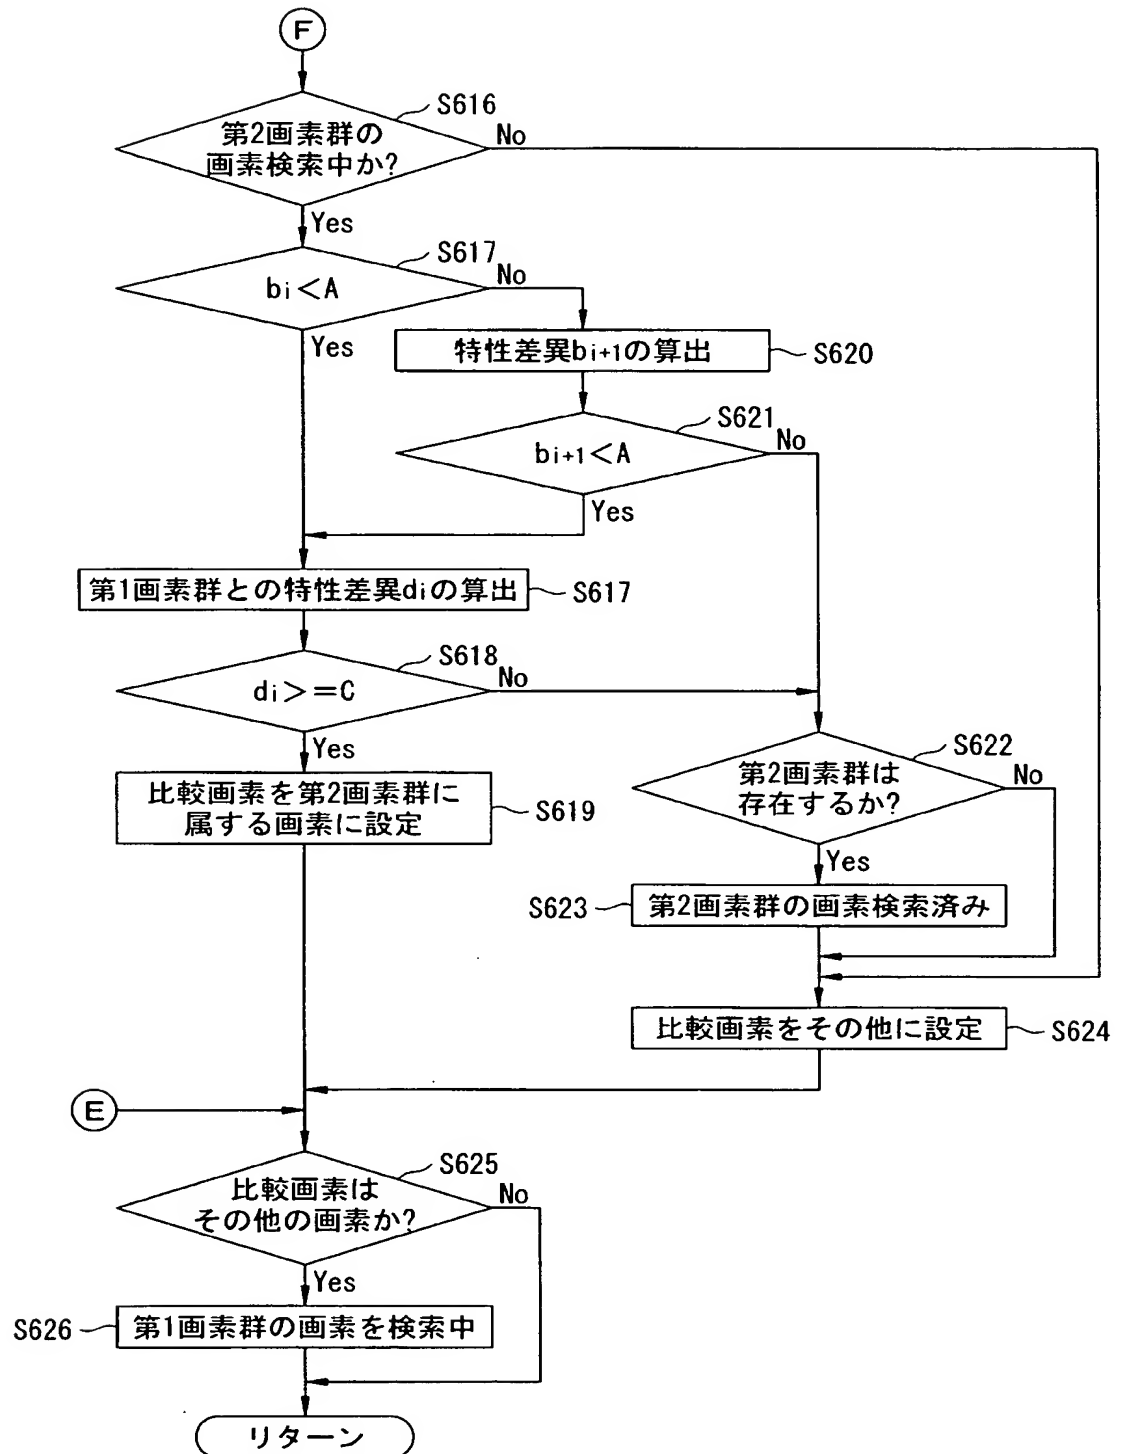 F
S616
第2画素群の
画素検索中か?
No
Yes
S617
bi<A
No
Yes
特性差異bi+1の算出
S620
S621
bi+1<A
No
Yes
第1画素群との特性差異diの算出
S617
S618
di>=C
No
Yes
比較画素を第2画素群に
属する画素に設定
S619
S622
第2画素群は
存在するか?
No
Yes
S623
第2画素群の画素検索済み
比較画素をその他に設定
S624
E
S625
比較画素は
その他の画素か?
No
Yes
S626
第1画素群の画素を検索中
リターン